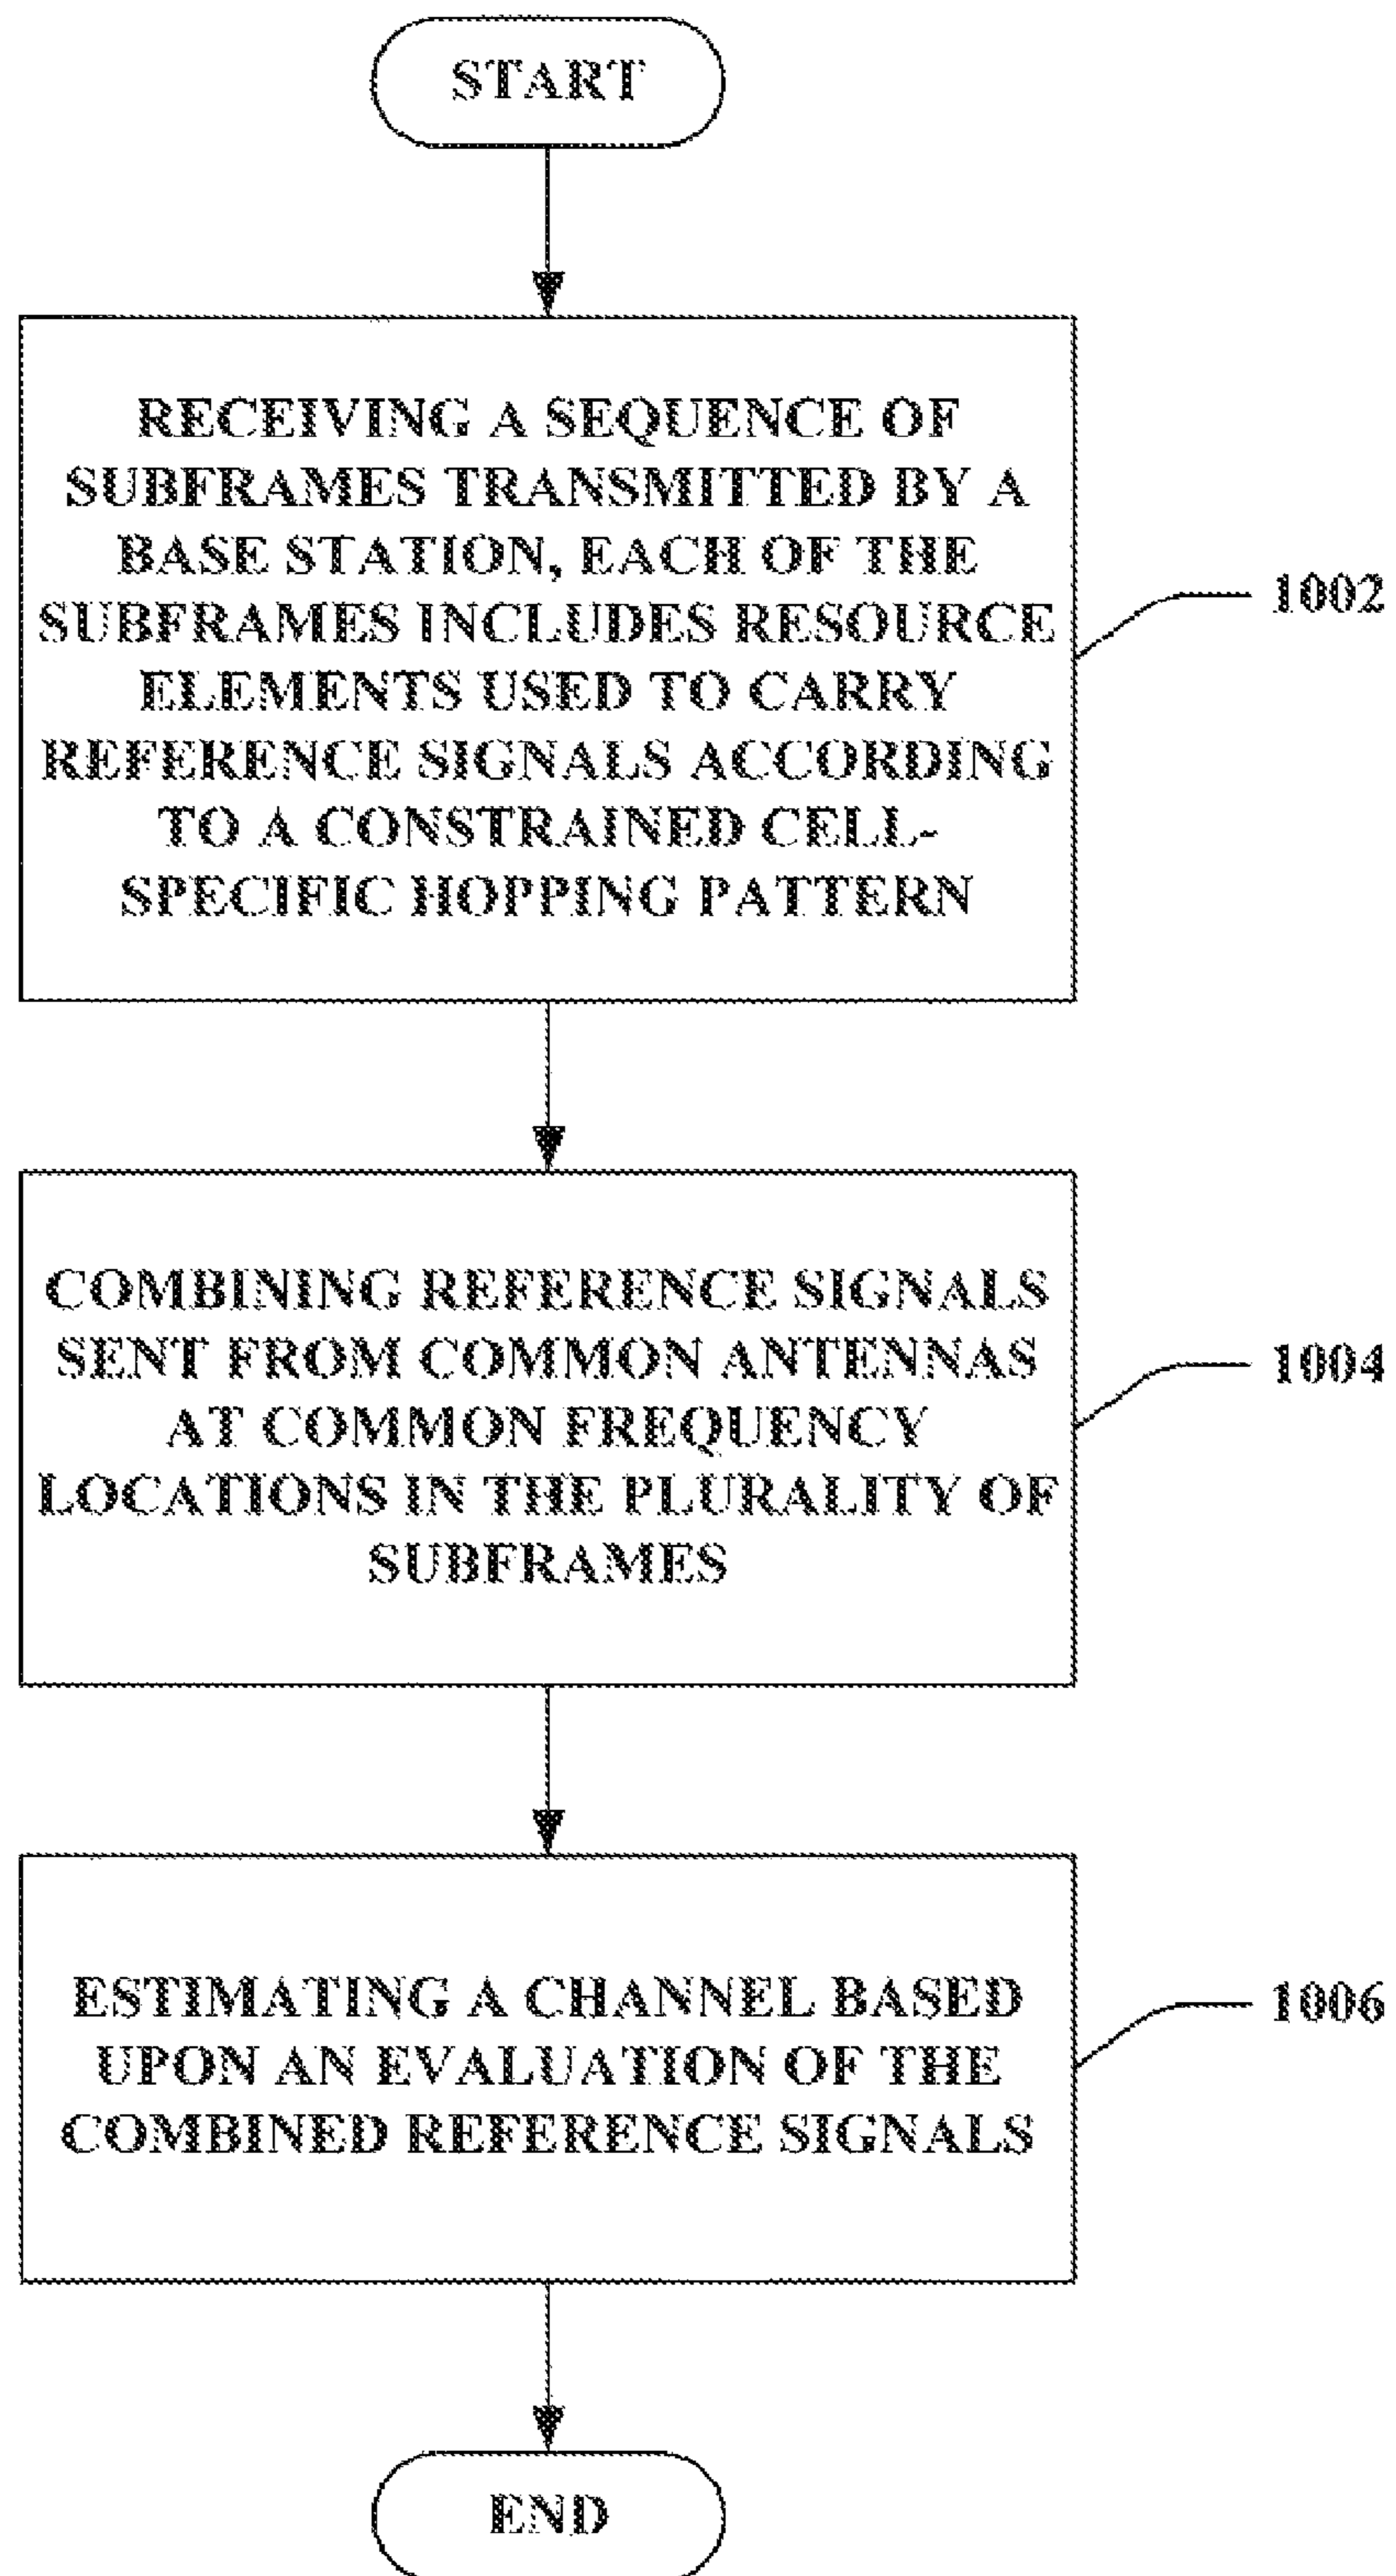 START
RECEIVING A SEQUENCE OF
SUBFRAMES TRANSMITTED BY A
BASE STATION, EACH OF THE
SUBFRAMES INCLUDES RESOURCE
ELEMENTS USED TO CARRY
REFERENCE SIGNALS ACCORDING
TO A CONSTRAINED CELL-
SPECIFIC HOPPING PATTERN
1002
COMBINING REFERENCE SIGNALS
SENT FROM COMMON ANTENNAS
AT COMMON FREQUENCY
LOCATIONS IN THE PLURALITY OF
SUBFRAMES
1004
ESTIMATING A CHANNEL BASED
UPON AN EVALUATION OF THE
COMBINED REFERENCE SIGNALS
1006
END